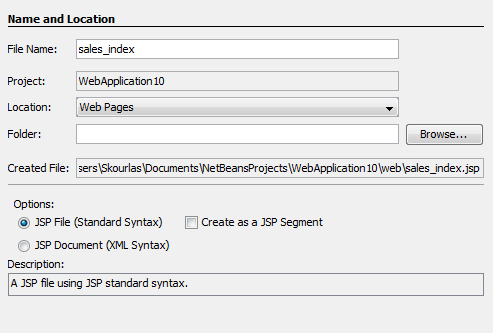 Name and Location
File Name: sales_index
Project: WebApplication10
Location: Web Pages
Folder: Browse...
Created File: sers\Skourlas\Documents\NetBeansProjects\WebApplication10\web\sales_index.jsp
Options:
JSP File (Standard Syntax) Create as a JSP Segment
JSP Document (XML Syntax)
Description:
A JSP file using JSP standard syntax.